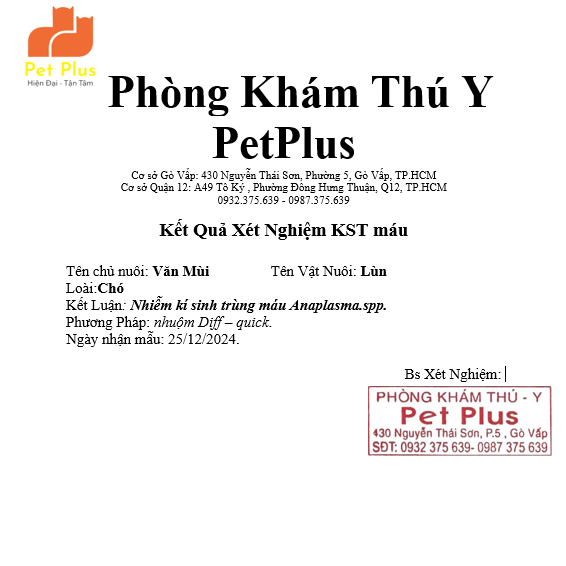 Pet Plus
Hiện Đại - Tận Tâm
Phòng Khám Thú Y
PetPlus
Cơ sở Gò Vấp: 430 Nguyễn Thái Sơn, Phường 5, Gò Vấp, TP.HCM
Cơ sở Quận 12: A49 Tô Ký , Phường Đông Hưng Thuận, Q12, TP.HCM
0932.375.639 - 0987.375.639
Kết Quả Xét Nghiệm KST máu
Tên chủ nuôi: Văn Mùi Tên Vật Nuôi: Lùn
Loài:Chó
Kết Luận: Nhiễm kí sinh trùng máu Anaplasma.spp.
Phương Pháp: nhuộm Diff – quick.
Ngày nhận mẫu: 25/12/2024.
Bs Xét Nghiệm:
PHÒNG KHÁM THÚ - Y
Pet Plus
430 Nguyễn Thái Sơn, P.5 , Gò Vấp
SĐT: 0932 375 639- 0987 375 639